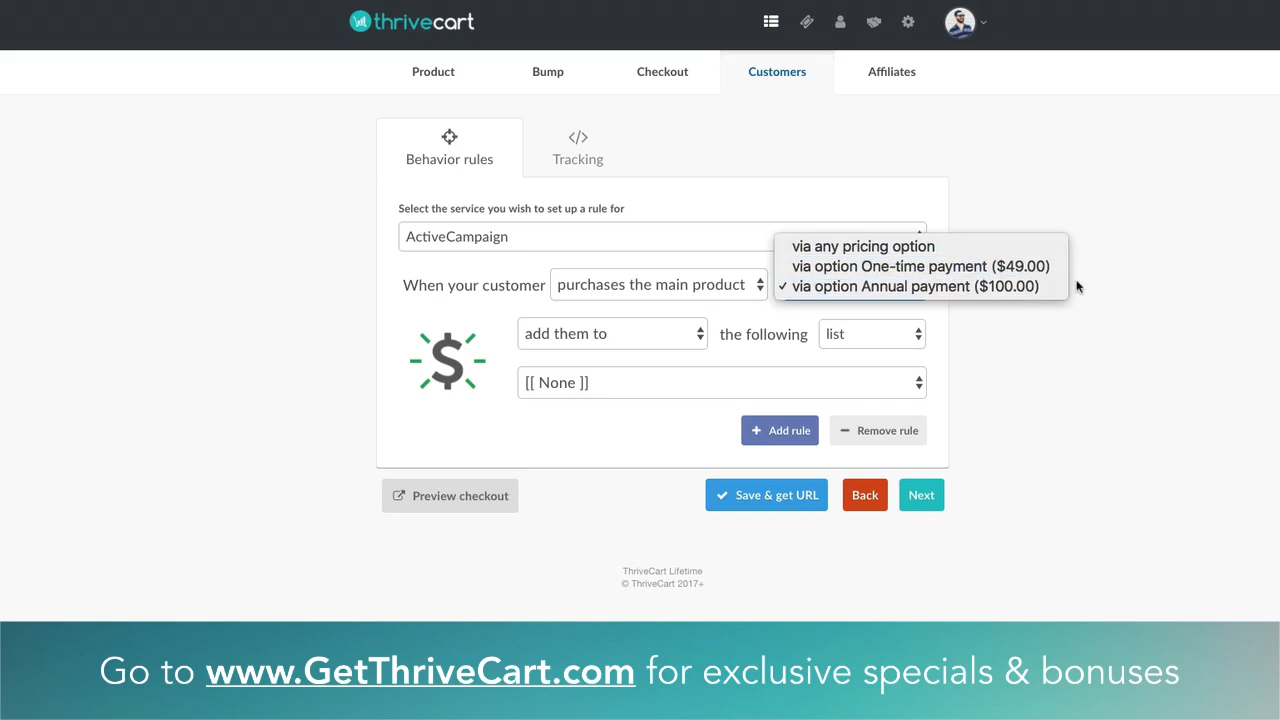 thrivecart
Product Bump Checkout Customers Affiliates
Behavior rules
Tracking
Select the service you wish to set up a rule for
ActiveCampaign
via any pricing option
via option One-time payment ($49.00)
✓ via option Annual payment ($100.00)
When your customer purchases the main product
add them to the following list
[[ None ]]
+ Add rule − Remove rule
Preview checkout Save & get URL Back Next
ThriveCart Lifetime
© ThriveCart 2017+
Go to www.GetThriveCart.com for exclusive specials & bonuses